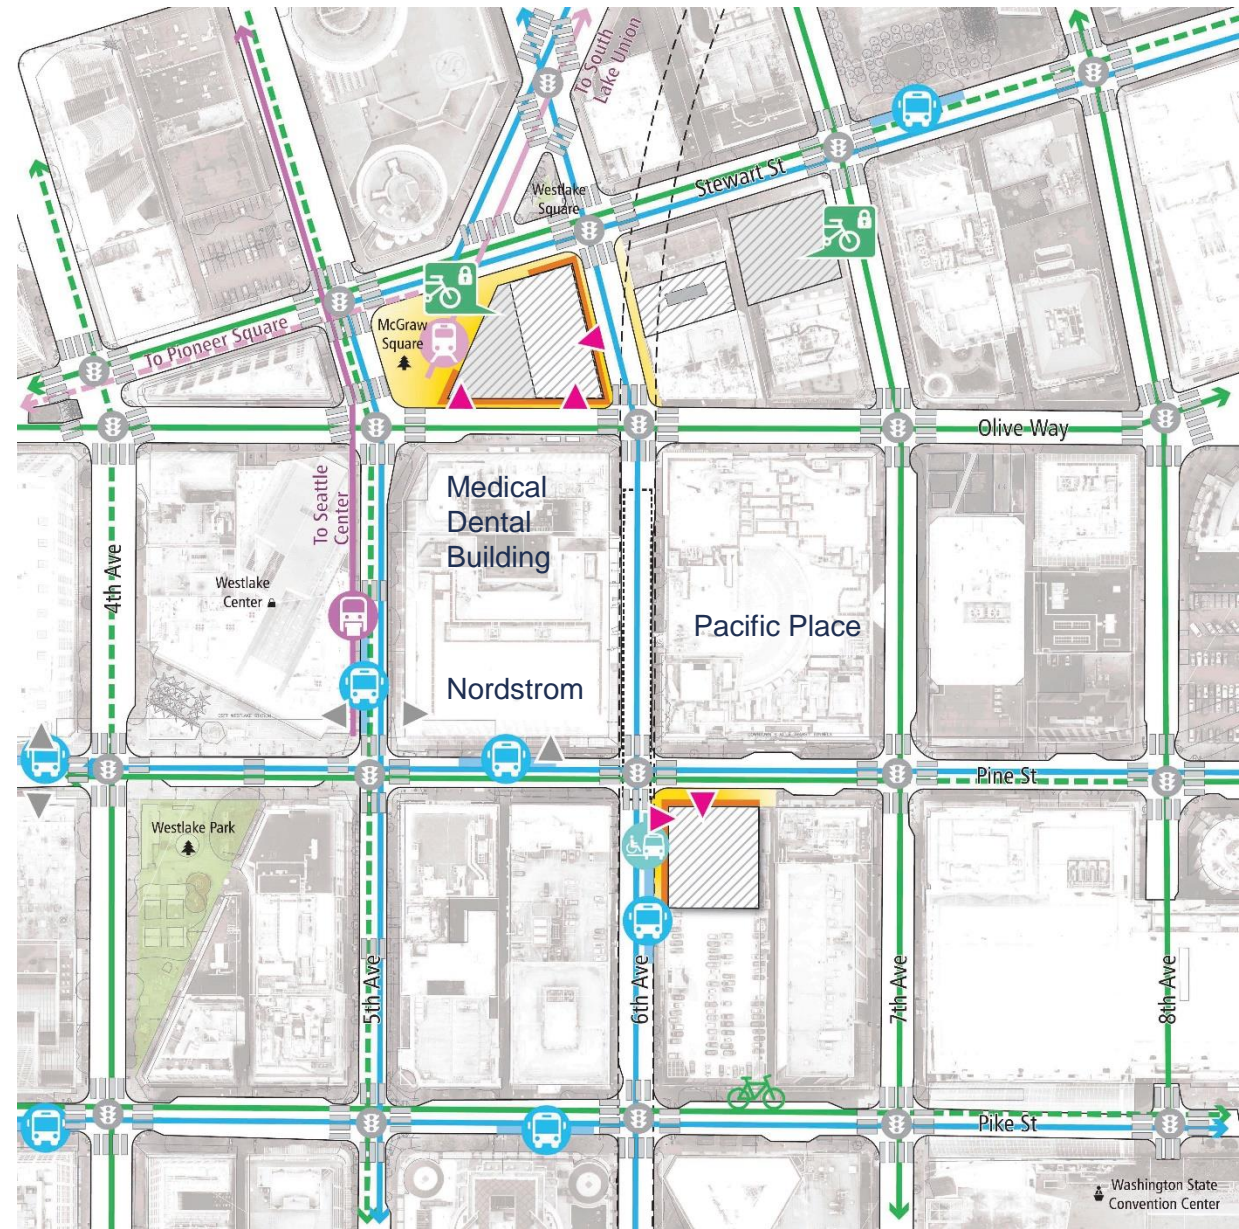 To South
Lake Union
Westlake
Square
Stewart St
McGraw
Square
To Pioneer Square
Olive Way
Medical
Dental
Building
To Seattle
Center
4th Ave
Westlake
Center
Pacific Place
Nordstrom
Pine St
Westlake Park
5th Ave
6th Ave
7th Ave
8th Ave
Pike St
Washington State
Convention Center